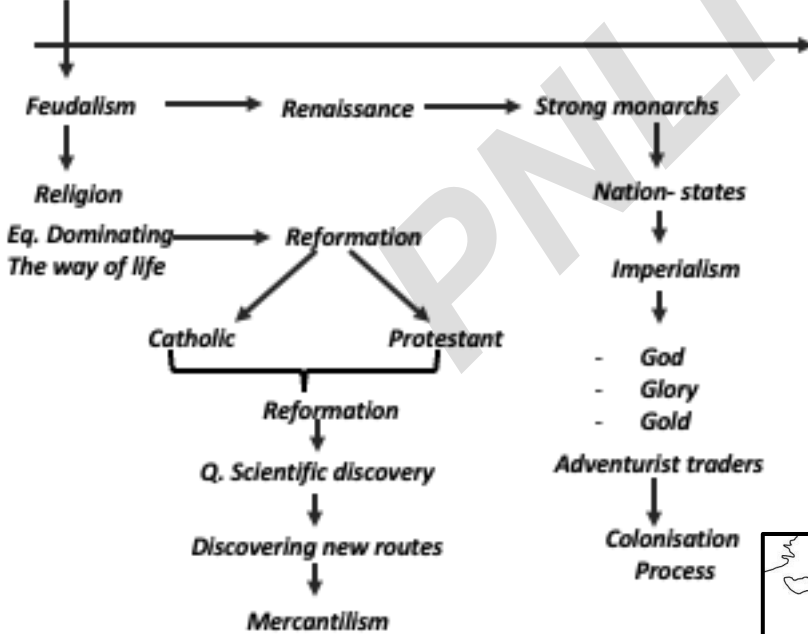 Feudalism Renaissance Strong monarchs
Religion Nation- states
Eq. Dominating Reformation
The way of life Imperialism
Catholic Protestant
- God
- Glory
Reformation
- Gold
Q. Scientific discovery Adventurist traders
Discovering new routes Colonisation
Process
Mercantilism
PNLI